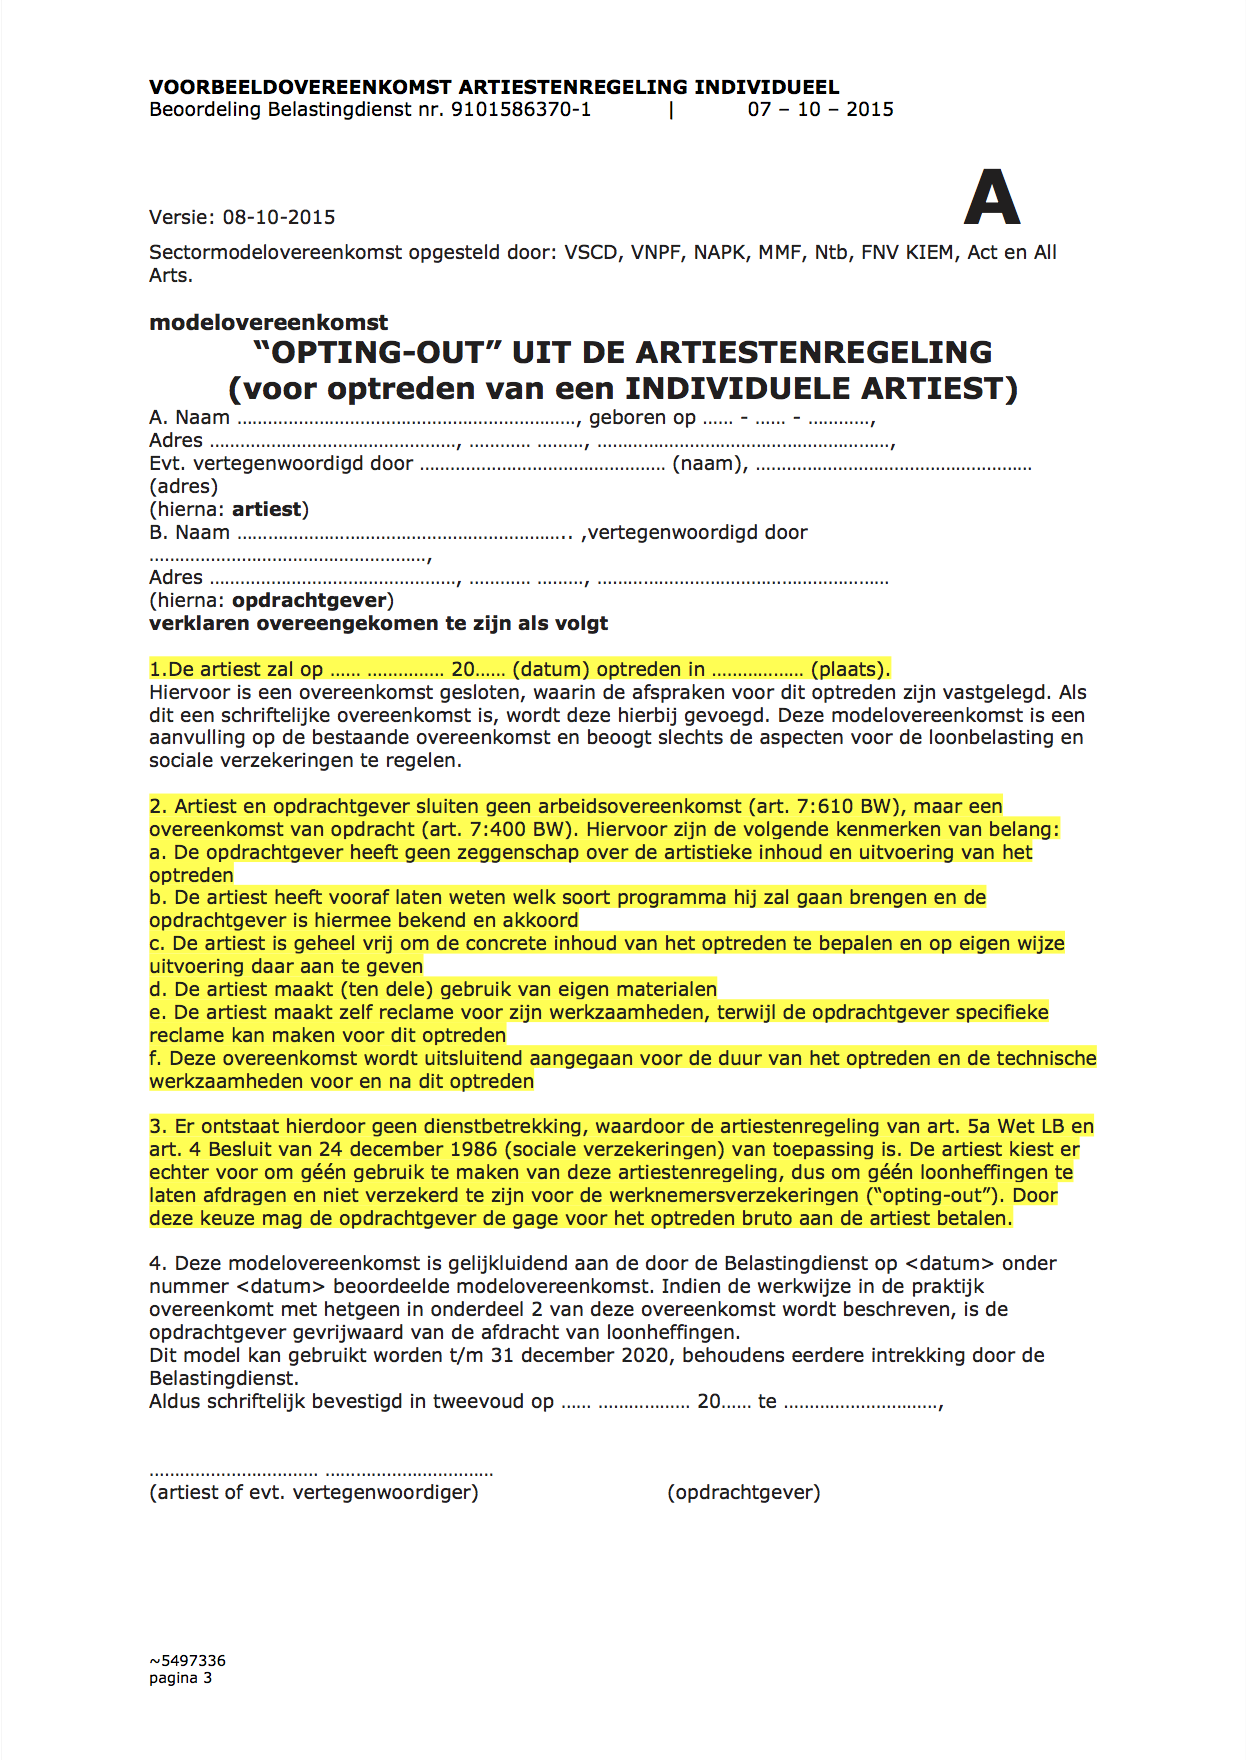 VOORBEELDOVEREENKOMST ARTIESTENREGELING INDIVIDUEEL
Beoordeling Belastingdienst nr. 9101586370-1 | 07 – 10 – 2015
A
Versie: 08-10-2015
Sectormodelovereenkomst opgesteld door: VSCD, VNPF, NAPK, MMF, Ntb, FNV KIEM, Act en All
Arts.
modelovereenkomst
“OPTING-OUT” UIT DE ARTIESTENREGELING
(voor optreden van een INDIVIDUELE ARTIEST)
A. Naam …………………………………………………………, geboren op …… - …… - …………,
Adres …………………………………………, ………… ………, …………………………………………………,
Evt. vertegenwoordigd door ………………………………………… (naam), ………………………………………………
(adres)
(hierna: artiest)
B. Naam ……………………………………………………….. ,vertegenwoordigd door
………………………………………………,
Adres …………………………………………, ………… ………, …………………………………………………
(hierna: opdrachtgever)
verklaren overeengekomen te zijn als volgt
1.De artiest zal op …… …………… 20…… (datum) optreden in ……………… (plaats).
Hiervoor is een overeenkomst gesloten, waarin de afspraken voor dit optreden zijn vastgelegd. Als
dit een schriftelijke overeenkomst is, wordt deze hierbij gevoegd. Deze modelovereenkomst is een
aanvulling op de bestaande overeenkomst en beoogt slechts de aspecten voor de loonbelasting en
sociale verzekeringen te regelen.
2. Artiest en opdrachtgever sluiten geen arbeidsovereenkomst (art. 7:610 BW), maar een
overeenkomst van opdracht (art. 7:400 BW). Hiervoor zijn de volgende kenmerken van belang:
a. De opdrachtgever heeft geen zeggenschap over de artistieke inhoud en uitvoering van het
optreden
b. De artiest heeft vooraf laten weten welk soort programma hij zal gaan brengen en de
opdrachtgever is hiermee bekend en akkoord
c. De artiest is geheel vrij om de concrete inhoud van het optreden te bepalen en op eigen wijze
uitvoering daar aan te geven
d. De artiest maakt (ten dele) gebruik van eigen materialen
e. De artiest maakt zelf reclame voor zijn werkzaamheden, terwijl de opdrachtgever specifieke
reclame kan maken voor dit optreden
f. Deze overeenkomst wordt uitsluitend aangegaan voor de duur van het optreden en de technische
werkzaamheden voor en na dit optreden
3. Er ontstaat hierdoor geen dienstbetrekking, waardoor de artiestenregeling van art. 5a Wet LB en
art. 4 Besluit van 24 december 1986 (sociale verzekeringen) van toepassing is. De artiest kiest er
echter voor om géén gebruik te maken van deze artiestenregeling, dus om géén loonheffingen te
laten afdragen en niet verzekerd te zijn voor de werknemersverzekeringen (“opting-out”). Door
deze keuze mag de opdrachtgever de gage voor het optreden bruto aan de artiest betalen.
4. Deze modelovereenkomst is gelijkluidend aan de door de Belastingdienst op <datum> onder
nummer <datum> beoordeelde modelovereenkomst. Indien de werkwijze in de praktijk
overeenkomt met hetgeen in onderdeel 2 van deze overeenkomst wordt beschreven, is de
opdrachtgever gevrijwaard van de afdracht van loonheffingen.
Dit model kan gebruikt worden t/m 31 december 2020, behoudens eerdere intrekking door de
Belastingdienst.
Aldus schriftelijk bevestigd in tweevoud op …… ……………… 20…… te …………………………,
…………………………… ……………………………
(artiest of evt. vertegenwoordiger) (opdrachtgever)
~5497336
pagina 3